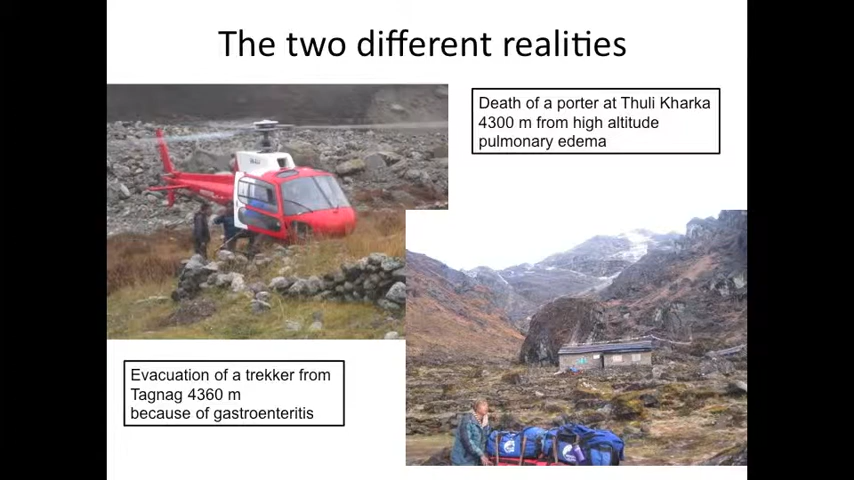 The two different realities
Death of a porter at Thuli Kharka
4300 m from high altitude
pulmonary edema
Evacuation of a trekker from
Tagnag 4360 m
because of gastroenteritis